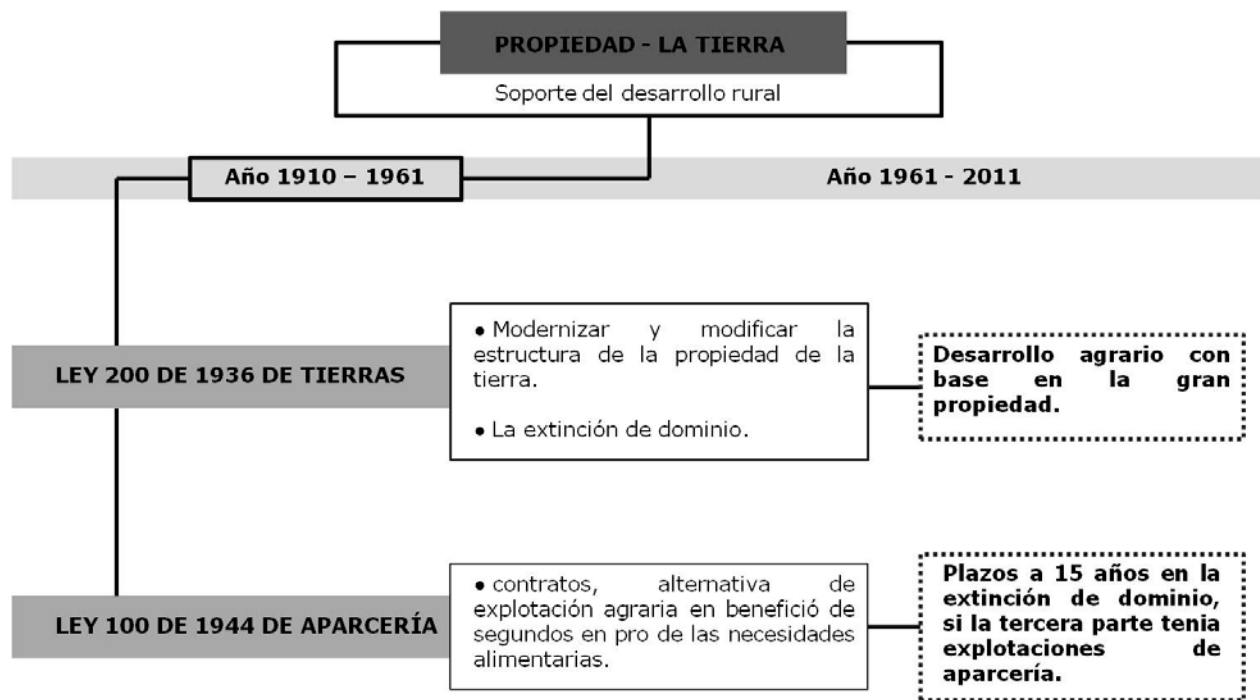 PROPIEDAD - LA TIERRA
Soporte del desarrollo rural
Año 1910 – 1961
Año 1961 - 2011
LEY 200 DE 1936 DE TIERRAS
● Modernizar y modificar la
estructura de la propiedad de la
tierra.
● La extinción de dominio.
Desarrollo agrario con
base en la gran
propiedad.
LEY 100 DE 1944 DE APARCERÍA
● contratos, alternativa de
explotación agraria en benefició de
segundos en pro de las necesidades
alimentarias.
Plazos a 15 años en la
extinción de dominio,
si la tercera parte tenia
explotaciones de
aparcería.